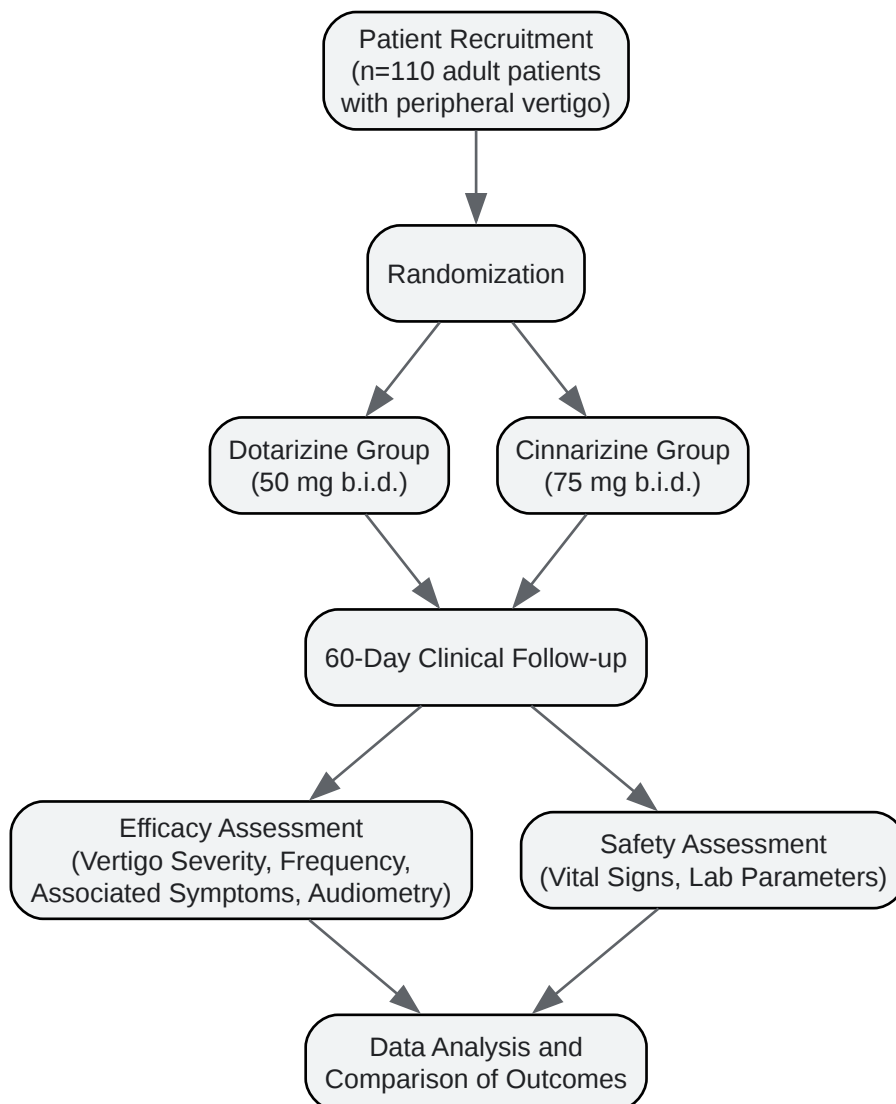 Patient Recruitment
(n=110 adult patients
with peripheral vertigo)
Randomization
Dotarizine Group
(50 mg b.i.d.)
Cinnarizine Group
(75 mg b.i.d.)
60-Day Clinical Follow-up
Efficacy Assessment
(Vertigo Severity, Frequency,
Associated Symptoms, Audiometry)
Safety Assessment
(Vital Signs, Lab Parameters)
Data Analysis and
Comparison of Outcomes